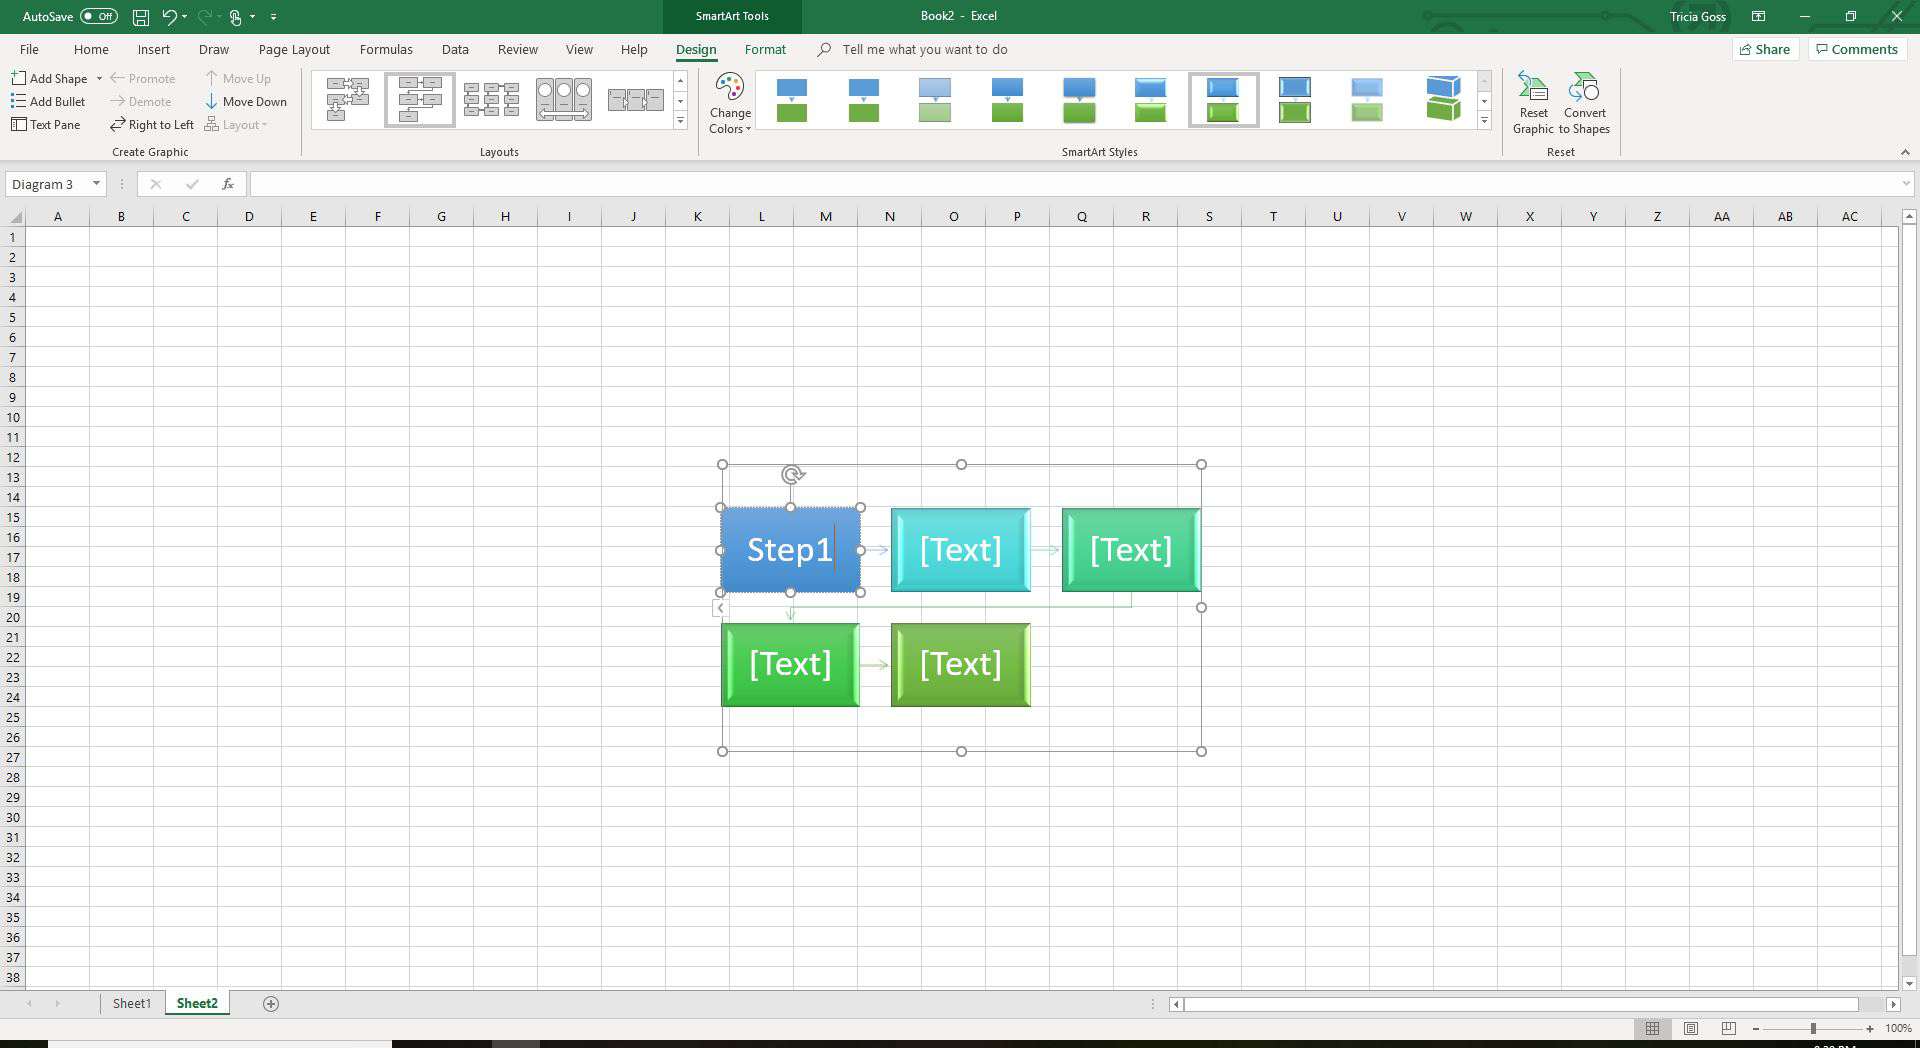 AutoSave Off
SmartArt Tools
Book2 - Excel
Tricia Goss
File Home Insert Draw Page Layout Formulas Data Review View Help Design Format Tell me what you want to do Share Comments
Add Shape Promote Move Up
Add Bullet Demote Move Down
Text Pane Right to Left Layout
Create Graphic
Layouts
Change
Colors
SmartArt Styles
Reset
Graphic
Convert
to Shapes
Reset
Diagram 3 fx
A B C D E F G H I J K L M N O P Q R S T U V W X Y Z AA AB AC
1
2
3
4
5
6
7
8
9
10
11
12
13
14
15
16
17
18
19
20
21
22
23
24
25
26
27
28
29
30
31
32
33
34
35
36
37
38
Step1 [Text] [Text]
[Text] [Text]
Sheet1 Sheet2
100%